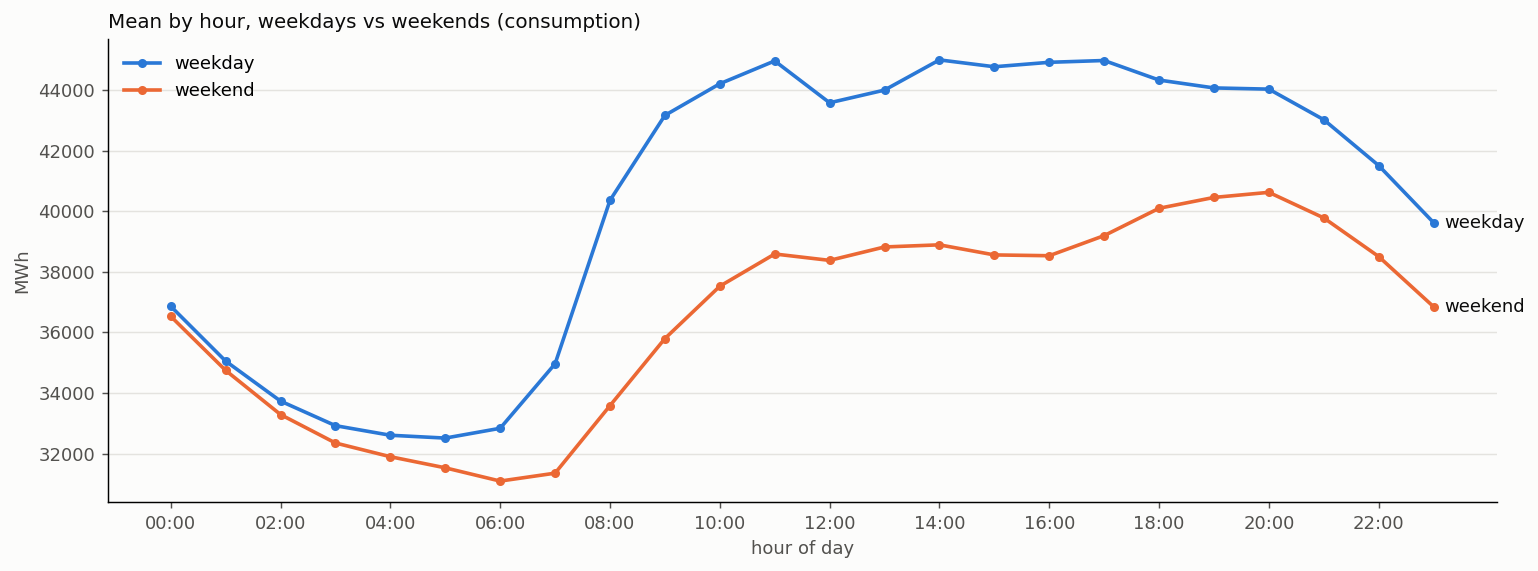 Mean by hour, weekdays vs weekends (consumption)
weekday
weekend
44000
42000
40000
38000
36000
34000
32000
MWh
weekday
weekend
00:00 02:00 04:00 06:00 08:00 10:00 12:00 14:00 16:00 18:00 20:00 22:00
hour of day